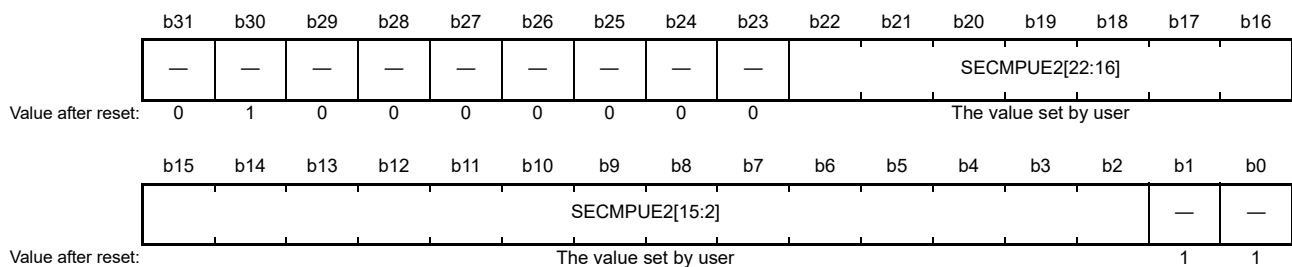 b31 b30 b29 b28 b27 b26 b25 b24 b23 b22 b21 b20 b19 b18 b17 b16
— — — — — — — — — SECMPUE2[22:16]
Value after reset: 0 1 0 0 0 0 0 0 0 The value set by user
b15 b14 b13 b12 b11 b10 b9 b8 b7 b6 b5 b4 b3 b2 b1 b0
SECMPUE2[15:2] — —
Value after reset: The value set by user 1 1